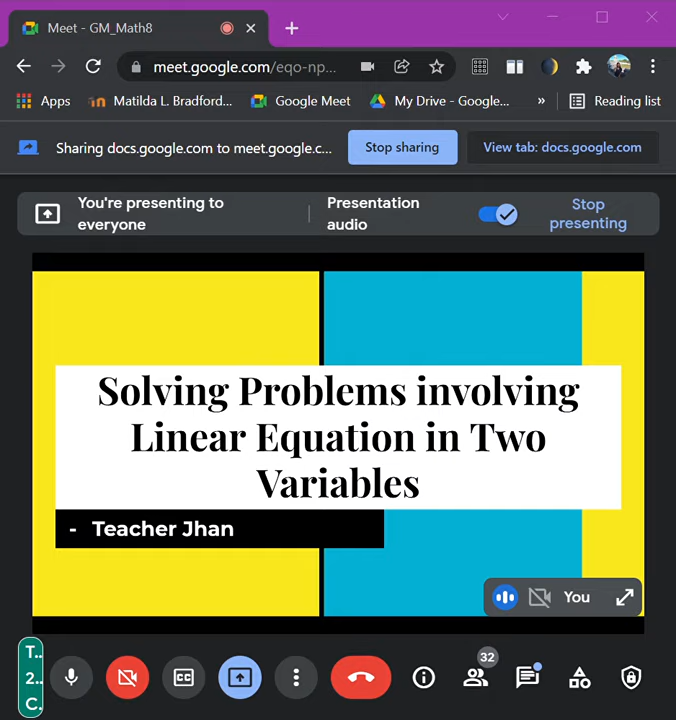 Meet - GM_Math8
meet.google.com/eqo-np...
Apps
Matilda L. Bradford...
Google Meet
My Drive - Google...
»
Reading list
Sharing docs.google.com to meet.google.c...
Stop sharing
View tab: docs.google.com
You're presenting to
everyone
Presentation
audio
Stop
presenting
Solving Problems involving
Linear Equation in Two
Variables
- Teacher Jhan
You
T..
2..
C.
CC
32